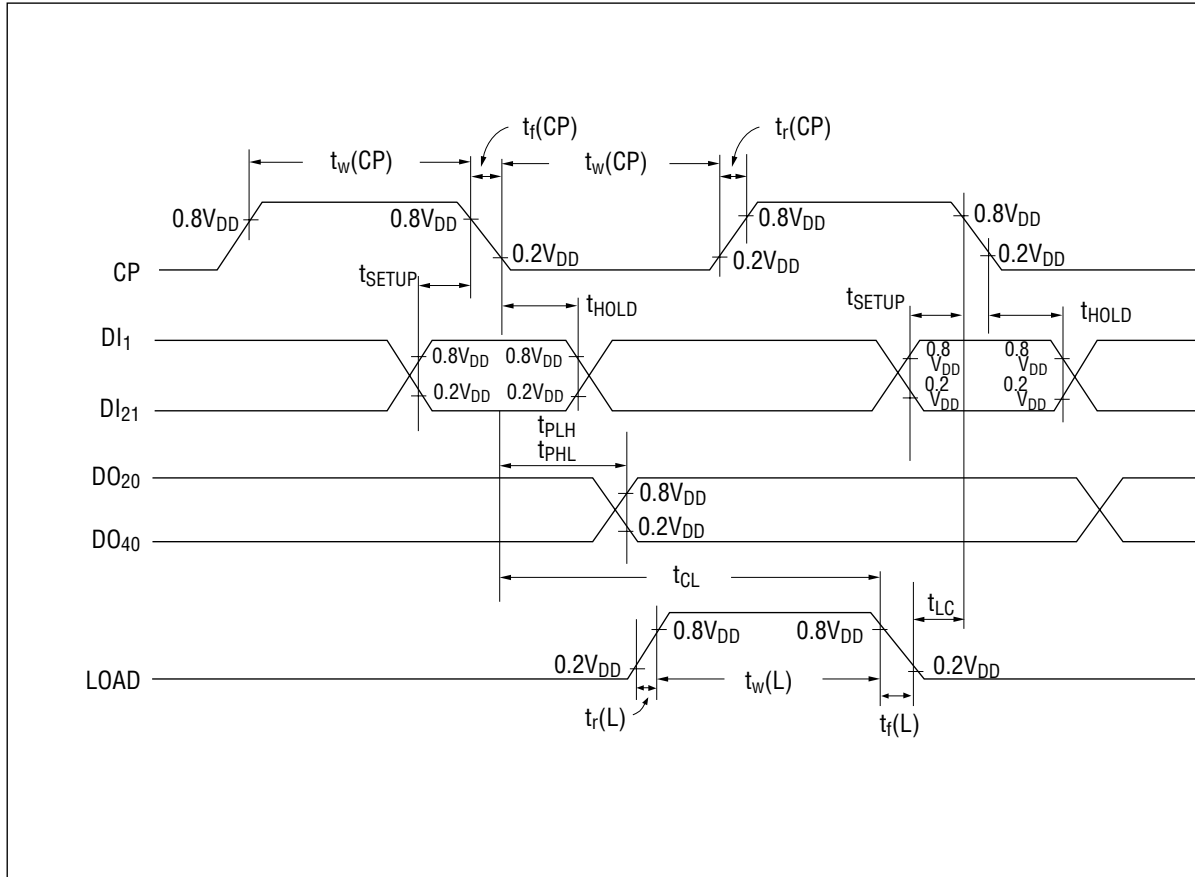 tf(CP)
tr(CP)
tw(CP)
tw(CP)
0.8VDD
0.8VDD
0.8VDD
0.8VDD
CP
0.2VDD
0.2VDD
0.2VDD
tSETUP
tHOLD
tSETUP
tHOLD
DI1
0.8VDD
0.8VDD
0.8
VDD
0.8
VDD
DI21
0.2VDD
0.2VDD
0.2
VDD
0.2
VDD
tPLH
tPHL
DO20
0.8VDD
DO40
0.2VDD
tCL
tLC
0.8VDD
0.8VDD
LOAD
0.2VDD
0.2VDD
tw(L)
tr(L)
tf(L)